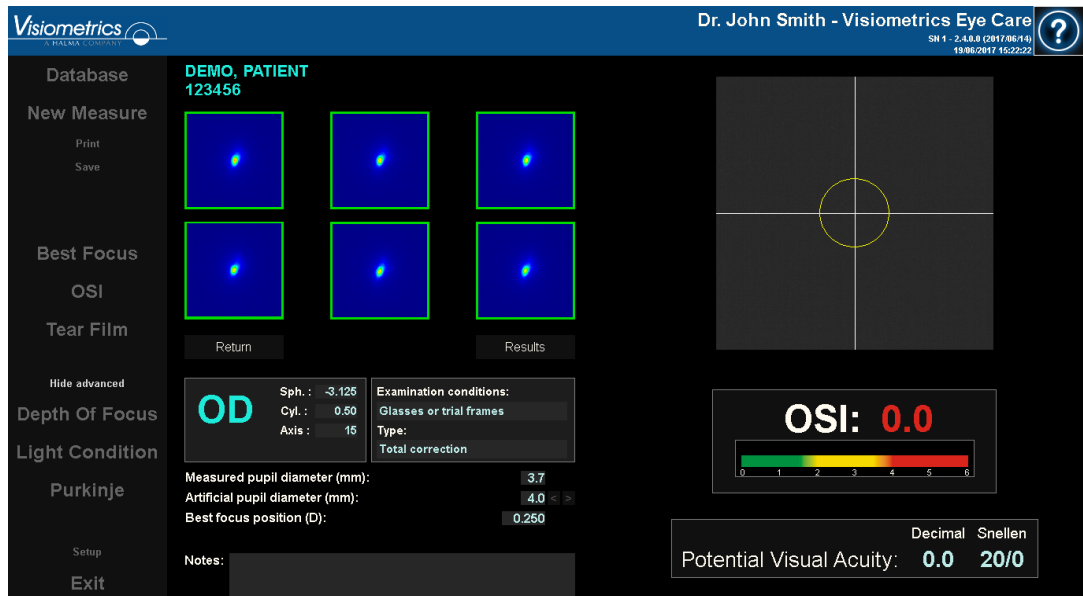 Visiometrics
A HALMA COMPANY
Dr. John Smith - Visiometrics Eye Care
SH 1 - 2.4.0.0 (2017/06/14)
19/06/2017 15:22:22
?
Database
New Measure
Print
Save
Best Focus
OSI
Tear Film
Hide advanced
Depth Of Focus
Light Condition
Purkinje
Setup
Exit
DEMO, PATIENT
123456
Return
Results
OD
Sph. : -3.125
Cyl. : 0.50
Axis : 15
Examination conditions:
Glasses or trial frames
Type:
Total correction
Measured pupil diameter (mm): 3.7
Artificial pupil diameter (mm): 4.0 < >
Best focus position (D): 0.250
Notes:
OSI: 0.0
0 1 2 3 4 5 6
Decimal Snellen
Potential Visual Acuity: 0.0 20/0